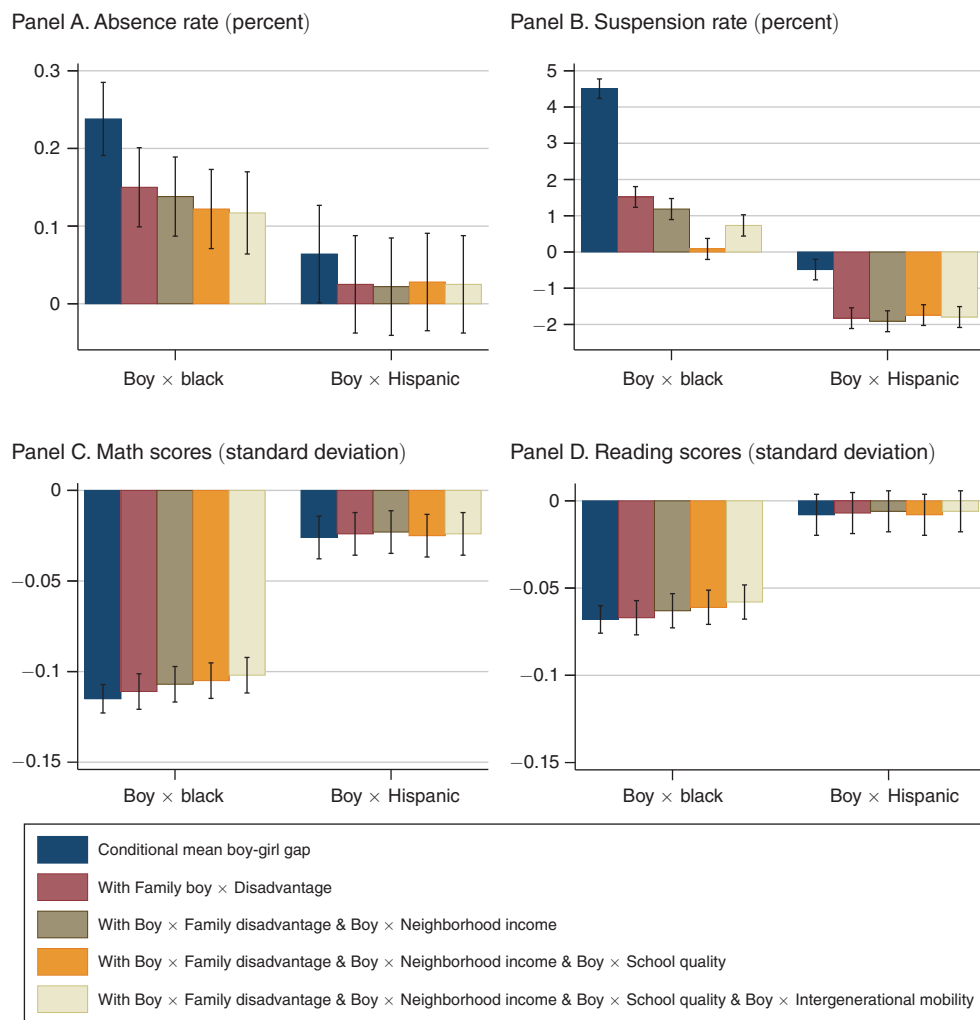 Panel A. Absence rate (percent)
0.3
0.2
0.1
0
Boy × black
Boy × Hispanic
Panel B. Suspension rate (percent)
5
4
3
2
1
0
−1
−2
Boy × black
Boy × Hispanic
Panel C. Math scores (standard deviation)
0
−0.05
−0.1
−0.15
Boy × black
Boy × Hispanic
Panel D. Reading scores (standard deviation)
0
−0.05
−0.1
−0.15
Boy × black
Boy × Hispanic
Conditional mean boy-girl gap
With Family boy × Disadvantage
With Boy × Family disadvantage & Boy × Neighborhood income
With Boy × Family disadvantage & Boy × Neighborhood income & Boy × School quality
With Boy × Family disadvantage & Boy × Neighborhood income & Boy × School quality & Boy × Intergenerational mobility